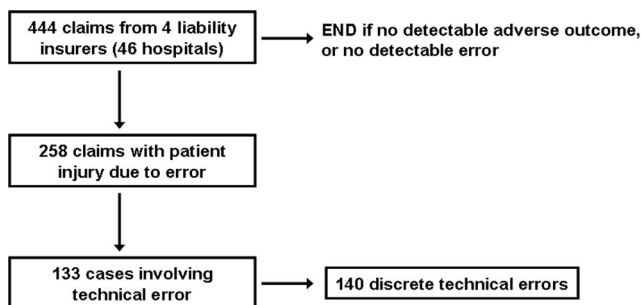 444 claims from 4 liability
insurers (46 hospitals)
END if no detectable adverse outcome,
or no detectable error
258 claims with patient
injury due to error
133 cases involving
technical error
140 discrete technical errors